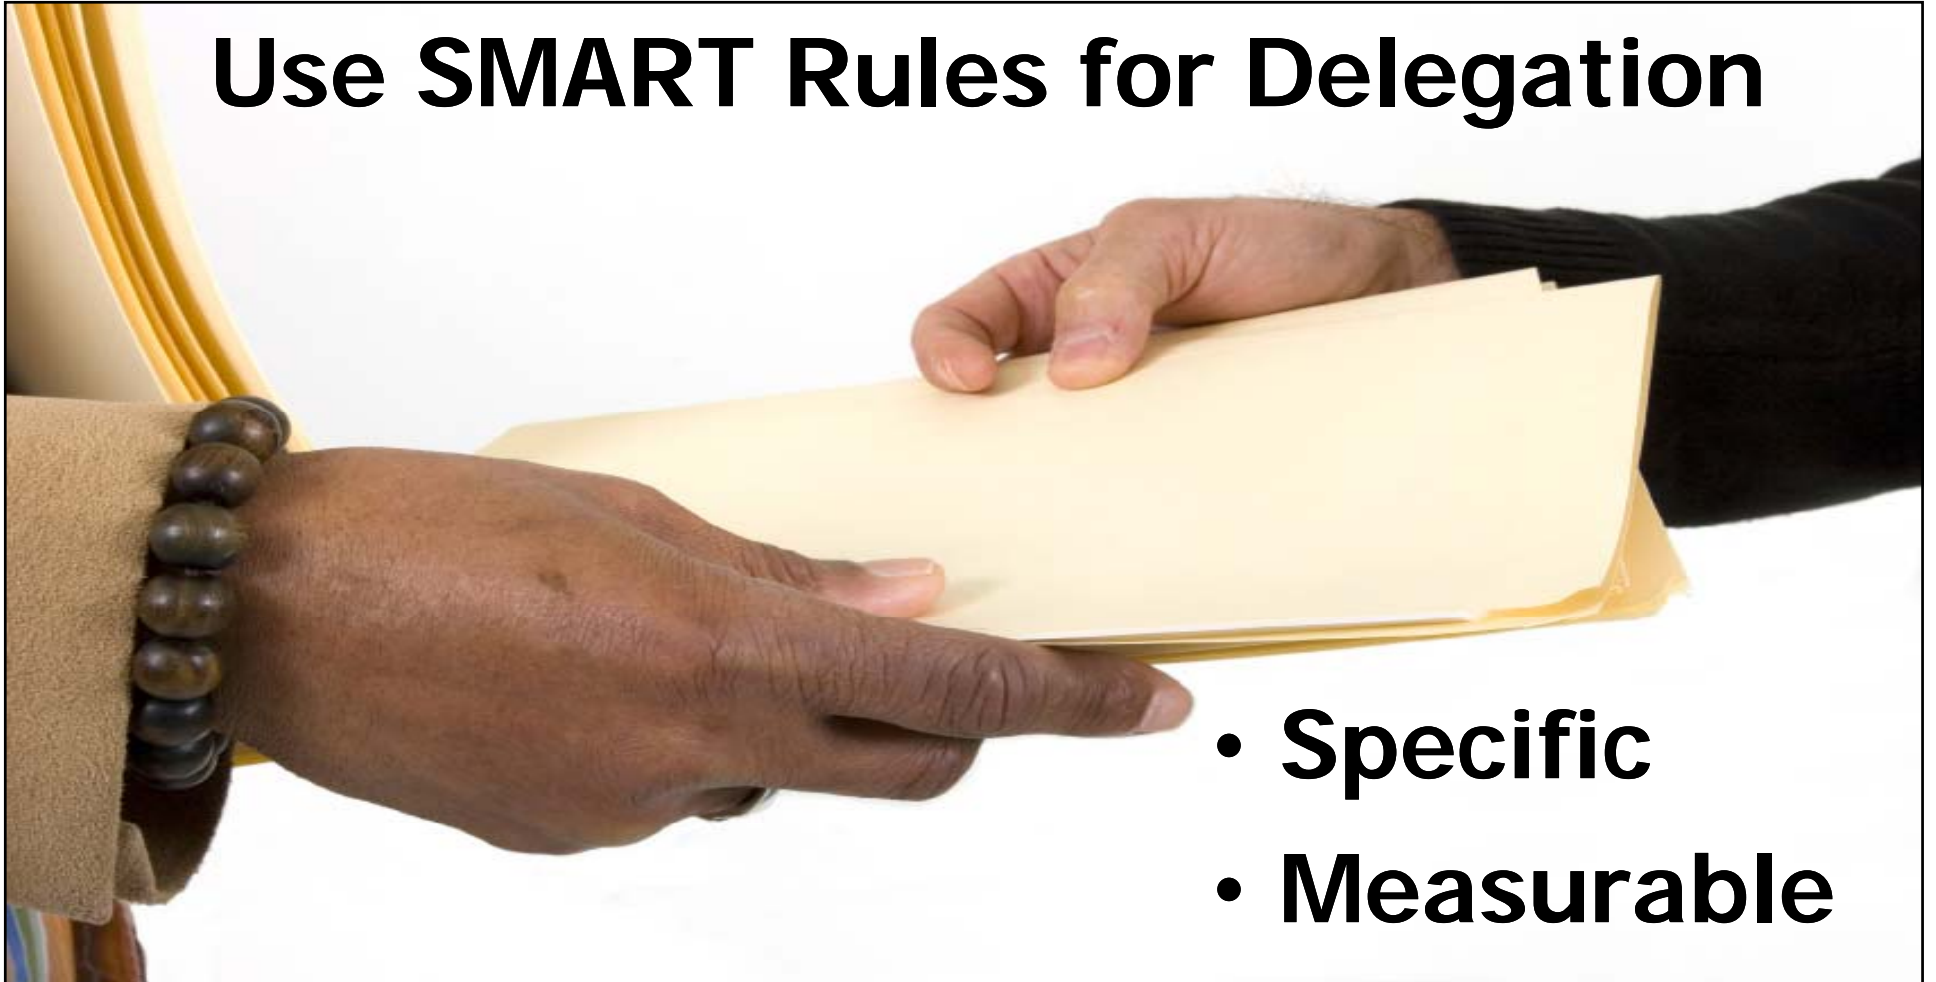 Use SMART Rules for Delegation
• Specific
• Measurable